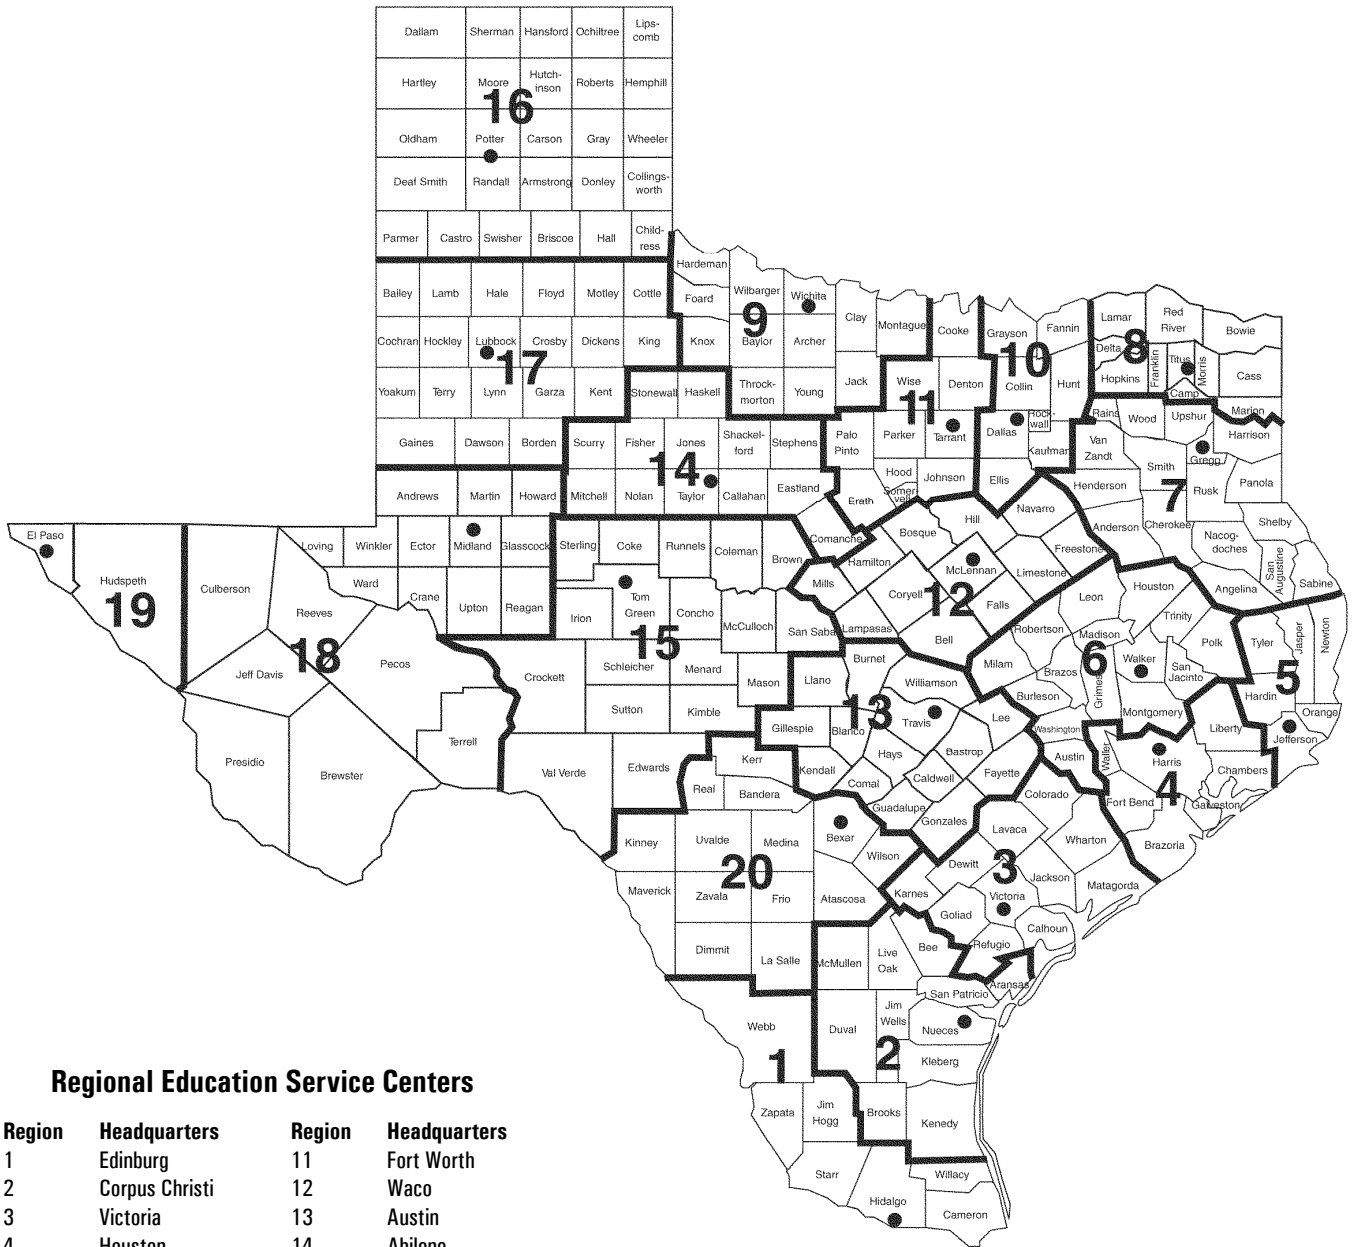 Dallam Sherman Hansford Ochiltree Lips-
comb
Hartley Moore Hutch-
inson Roberts Hemphill
16
Oldham Potter Carson Gray Wheeler
Deaf Smith Randall Armstrong Donley Collings-
worth
Parmer Castro Swisher Briscoe Hall Child-
ress
Hardeman
Bailey Lamb Hale Floyd Motley Cottle Foard Wilbarger Wichita
9
Clay Montague Cooke Grayson Fannin Lamar Red
River Bowie
Cochran Hockley Lubbock Crosby Dickens King Knox Baylor Archer
17
10
8
Delta Hopkins Franklin Titus Morris Cass
Camp
Yoakum Terry Lynn Garza Kent Stonewall Haskell Throck-
morton Young Jack Wise Denton Collin Hunt
11
Rock-
wall
Rains Wood Upshur Marion
Harrison
Gaines Dawson Borden Scurry Fisher Jones Shackel-
ford Stephens Palo
Pinto Parker Tarrant Dallas Kaufman Van
Zandt Smith Gregg
14
7
Andrews Martin Howard Mitchell Nolan Taylor Callahan Eastland Erath Hood Somer-
vell Johnson Ellis Henderson Rusk Panola
El Paso Hudspeth Culberson
19
Loving Winkler Ector Midland Glasscock Sterling Coke Runnels Coleman Brown Comanche Bosque Hill Navarro Anderson Cherokee Nacog-
doches Shelby
Ward Crane Upton Reagan Irion Tom
Green Concho McCulloch Mills Hamilton McLennan Limestone Freestone San
Augustine Sabine
Reeves
18
15
12
Coryell Falls Leon Houston Angelina
San Saba Lampasas Bell Robertson Madison Trinity Polk Tyler Jasper Newton
Jeff Davis Pecos Crockett Schleicher Menard Mason Llano Burnet Williamson Milam Brazos Grimes Walker San
Jacinto Hardin
6
5
Sutton Kimble Gillespie Blanco Travis Lee Burleson Washington Montgomery Liberty Orange
Jefferson
13
Presidio Brewster Terrell Val Verde Edwards Kerr Kendall Hays Bastrop Fayette Austin Waller Harris Chambers
Real Bandera Comal Caldwell Colorado Fort Bend Galveston
4
Guadalupe Gonzales Lavaca Wharton Brazoria
Kinney Uvalde Medina Bexar Wilson Dewitt Jackson Matagorda
20
3
Maverick Zavala Frio Atascosa Karnes Goliad Victoria Calhoun
Dimmit La Salle McMullen Live
Oak Bee Refugio
Aransas
San Patricio
Webb Duval Jim
Wells Nueces
1
2
Kleberg
Zapata Jim
Hogg Brooks Kenedy
Starr Hidalgo Willacy
Cameron
Regional Education Service Centers
Region Headquarters Region Headquarters
1 Edinburg 11 Fort Worth
2 Corpus Christi 12 Waco
3 Victoria 13 Austin
4 Houston 14 Abilene